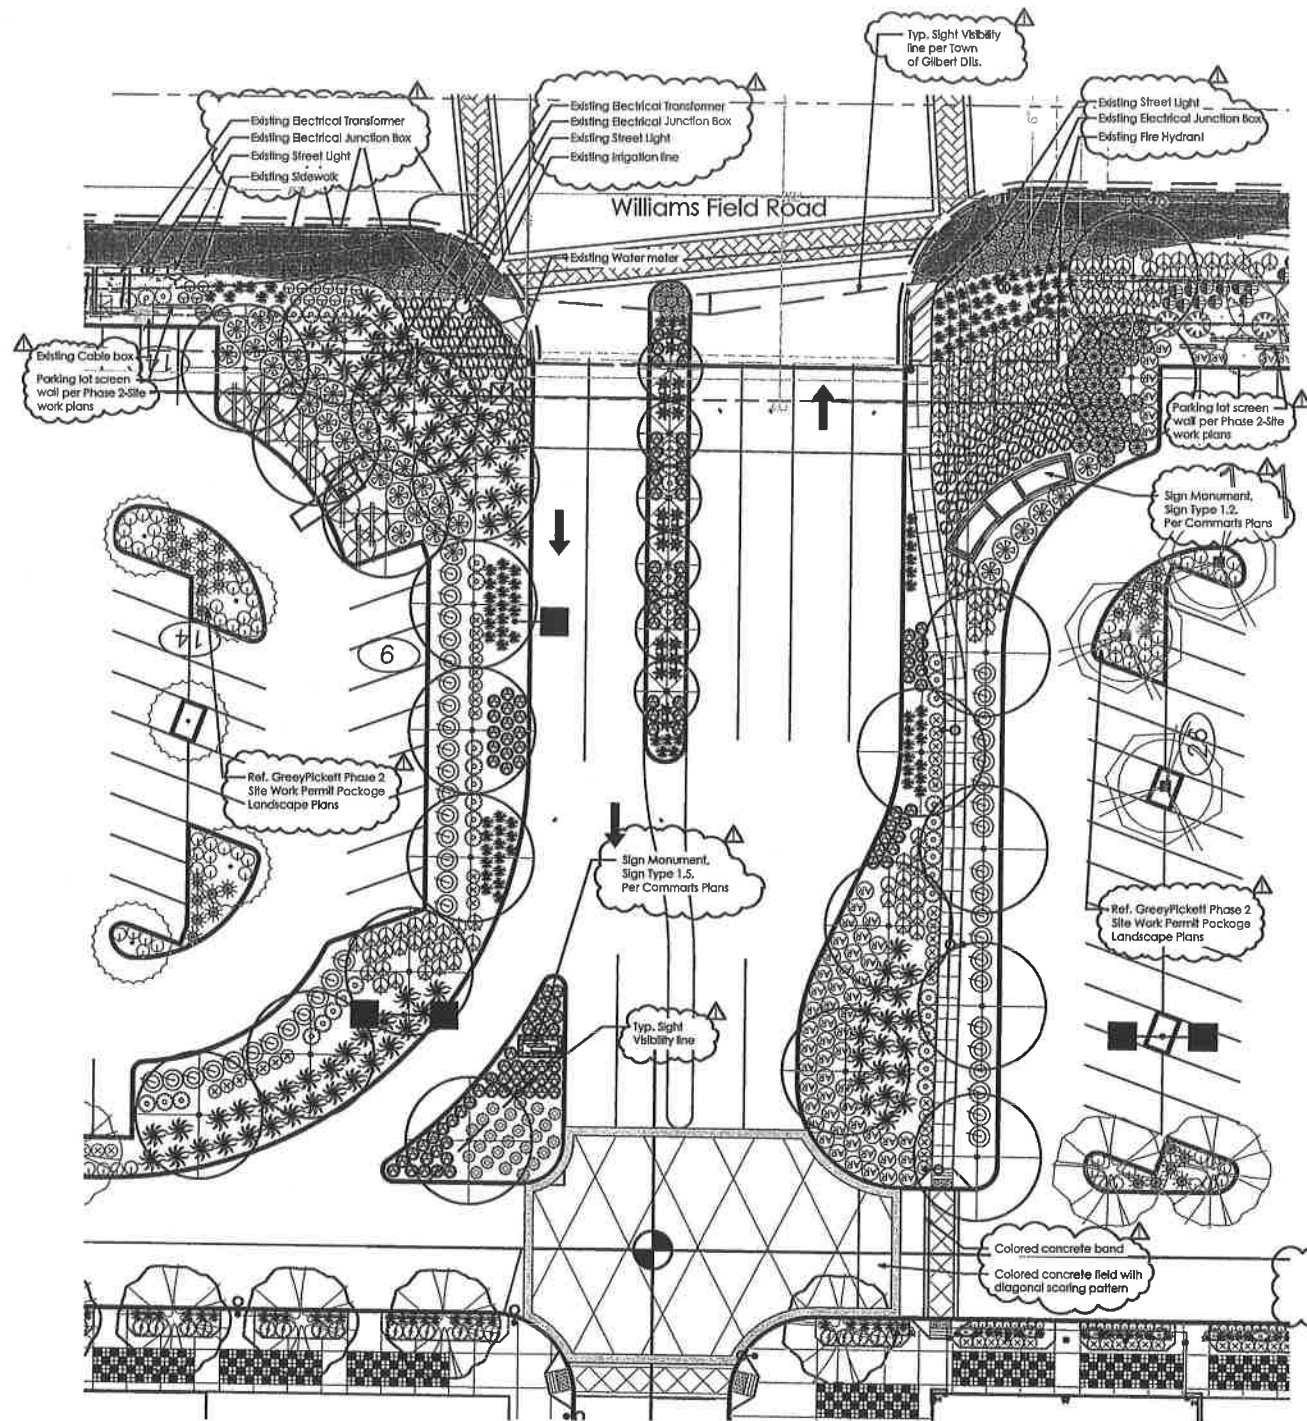 Typ. Sight Visibility
line per Town
of Gilbert Dtls.
Existing Electrical Transformer
Existing Electrical Junction Box
Existing Street Light
Existing Sidewalk
Existing Electrical Transformer
Existing Electrical Junction Box
Existing Street Light
Existing Irrigation line
Existing Street Light
Existing Electrical Junction Box
Existing Fire Hydrant
Williams Field Road
Existing Water meter
Existing Cable box
Parking lot screen
wall per Phase 2-Site
work plans
Parking lot screen
wall per Phase 2-Site
work plans
Sign Monument,
Sign Type 1.2.
Per Commarts Plans
14
9
26
Ref. GreeyPickett Phase 2
Site Work Permit Package
Landscape Plans
Sign Monument,
Sign Type 1.5.
Per Commarts Plans
Ref. GreeyPickett Phase 2
Site Work Permit Package
Landscape Plans
Typ. Sight
Visibility line
Colored concrete band
Colored concrete field with
diagonal scoring pattern